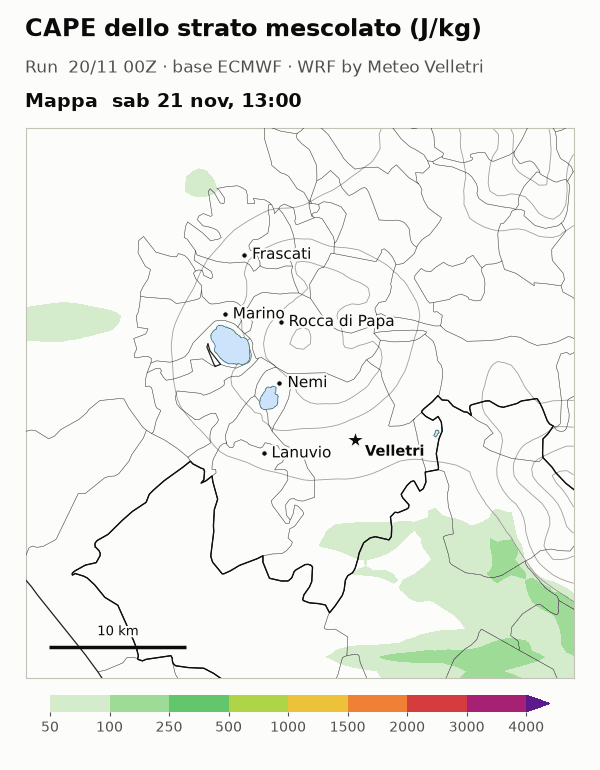 CAPE dello strato mescolato (J/kg)
Run  20/11 00Z · base ECMWF · WRF by Meteo Velletri
Mappa  sab 21 nov, 13:00
Frascati
Marino
Rocca di Papa
Nemi
Velletri
Lanuvio
10 km
50 100 250 500 1000 1500 2000 3000 4000